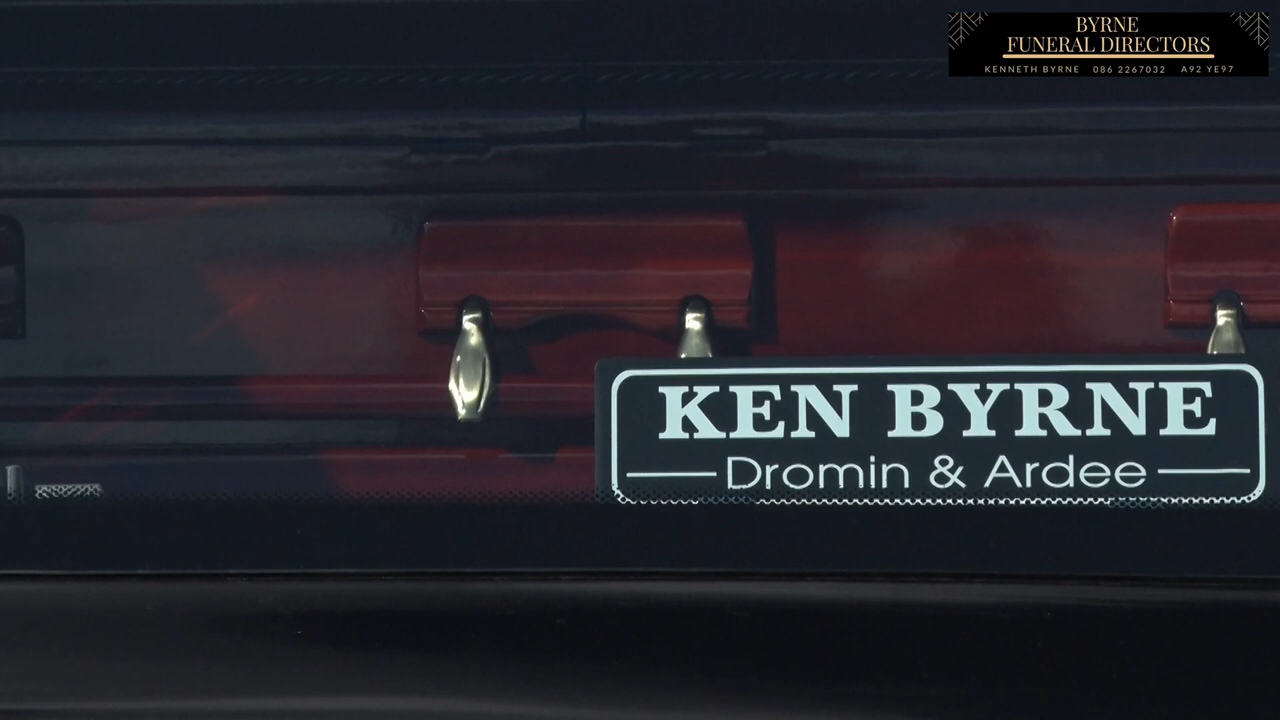 BYRNE
FUNERAL DIRECTORS
KENNETH BYRNE 086 2267032 A92 YE97
KEN BYRNE
Dromin & Ardee